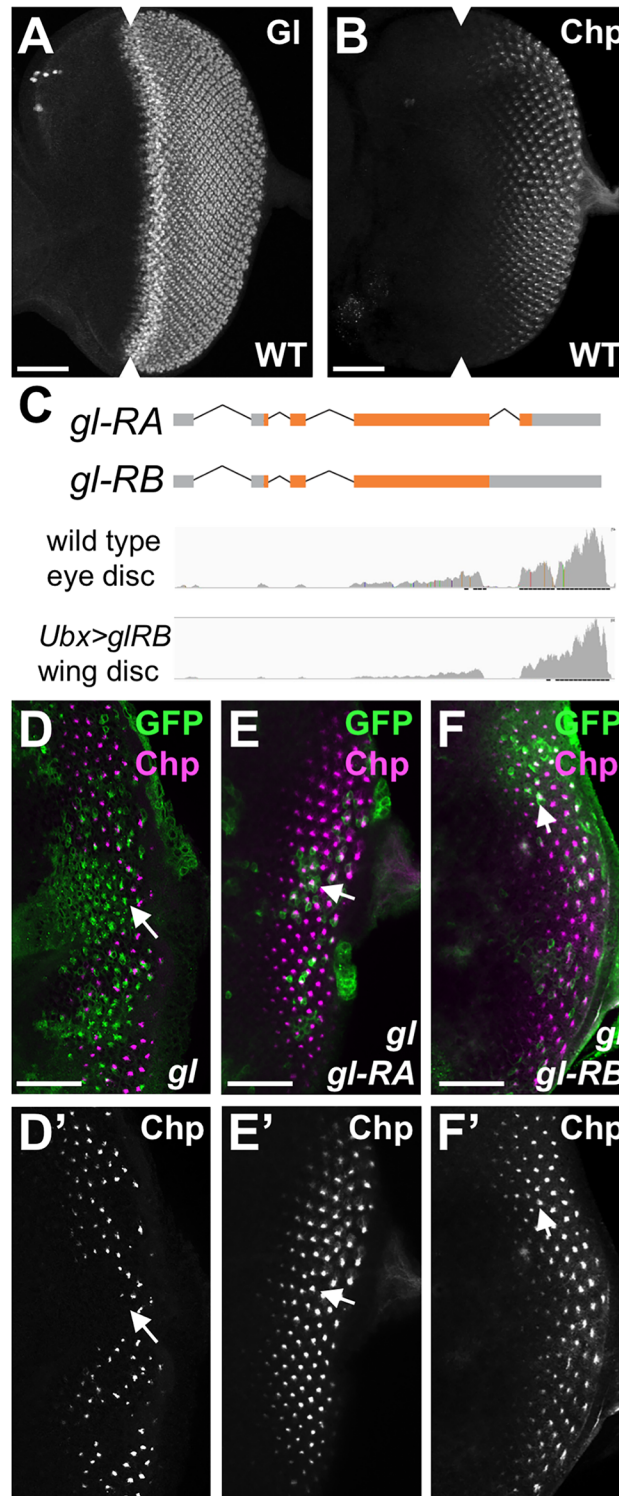 A
Gl
WT
B
Chp
WT
C
gl-RA
gl-RB
wild type
eye disc
Ubx>glRB
wing disc
D
GFP
Chp
gl
E
GFP
Chp
gl
gl-RA
F
GFP
Chp
gl
gl-RB
D'
Chp
E'
Chp
F'
Chp